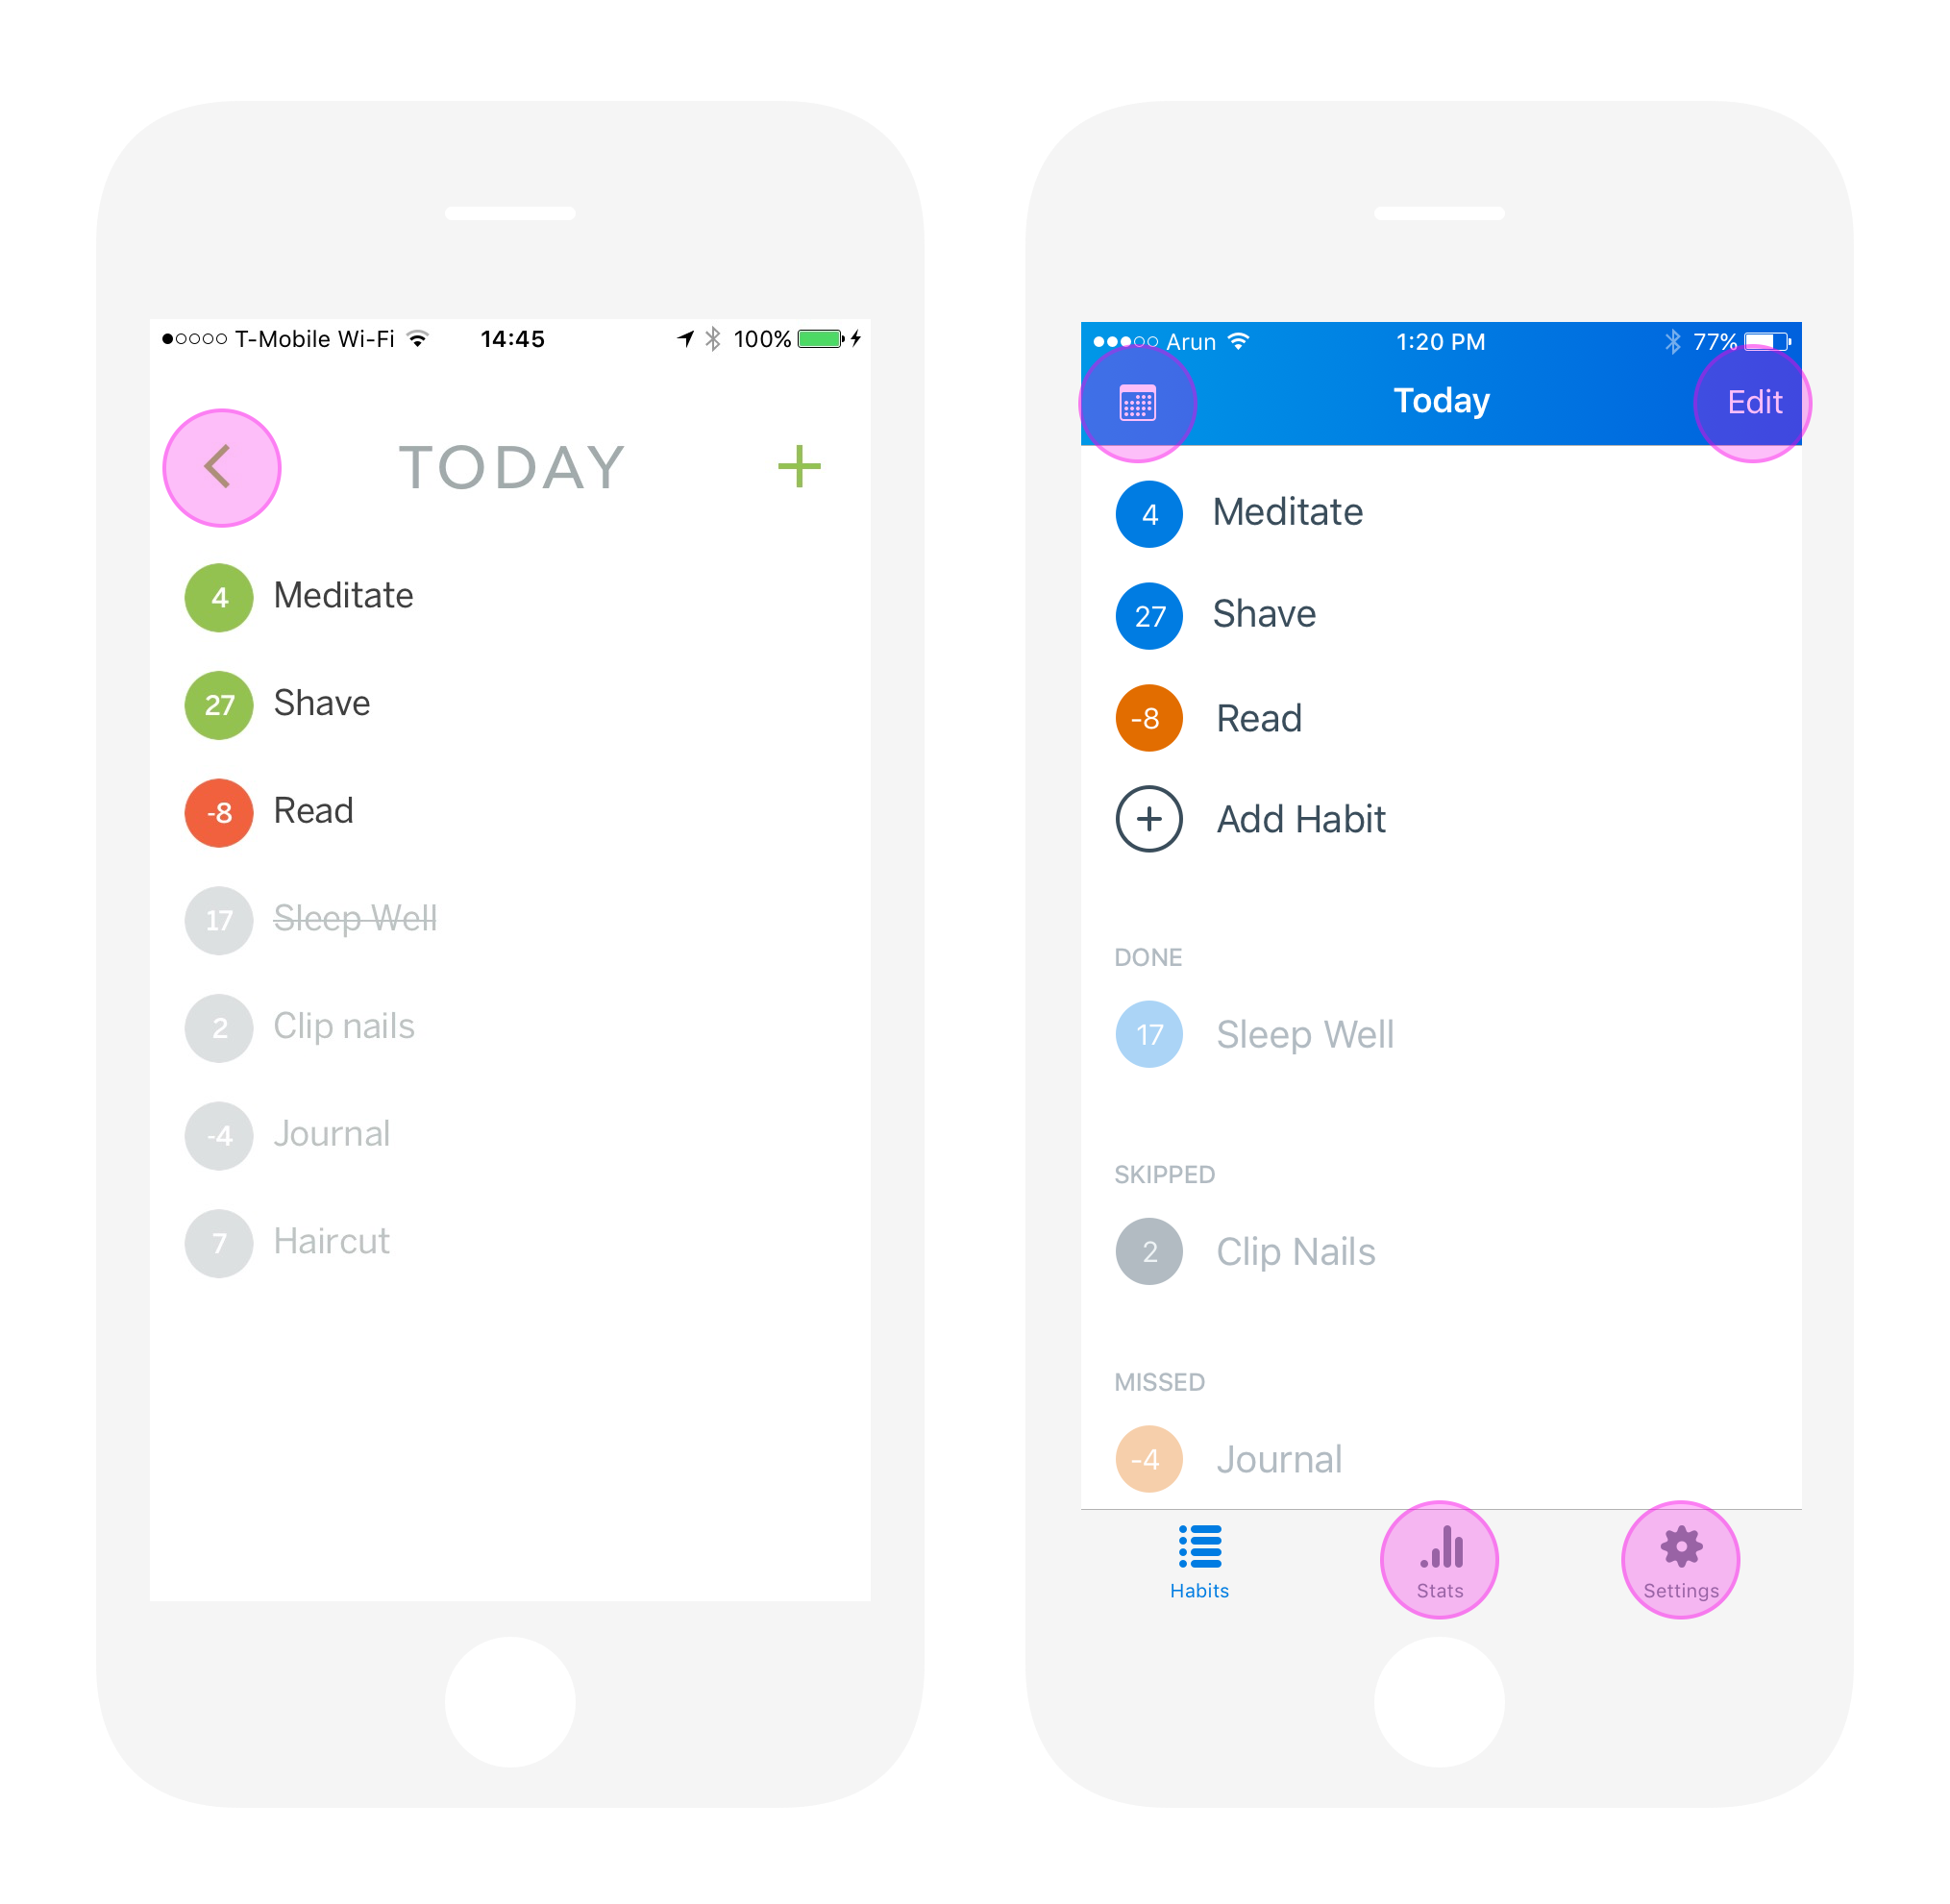 T-Mobile Wi-Fi 14:45 100%
TODAY +
4 Meditate
27 Shave
-8 Read
17 Sleep Well
2 Clip nails
-4 Journal
7 Haircut
Arun 1:20 PM 77%
Today Edit
4 Meditate
27 Shave
-8 Read
+ Add Habit
DONE
17 Sleep Well
SKIPPED
2 Clip Nails
MISSED
-4 Journal
Habits Stats Settings